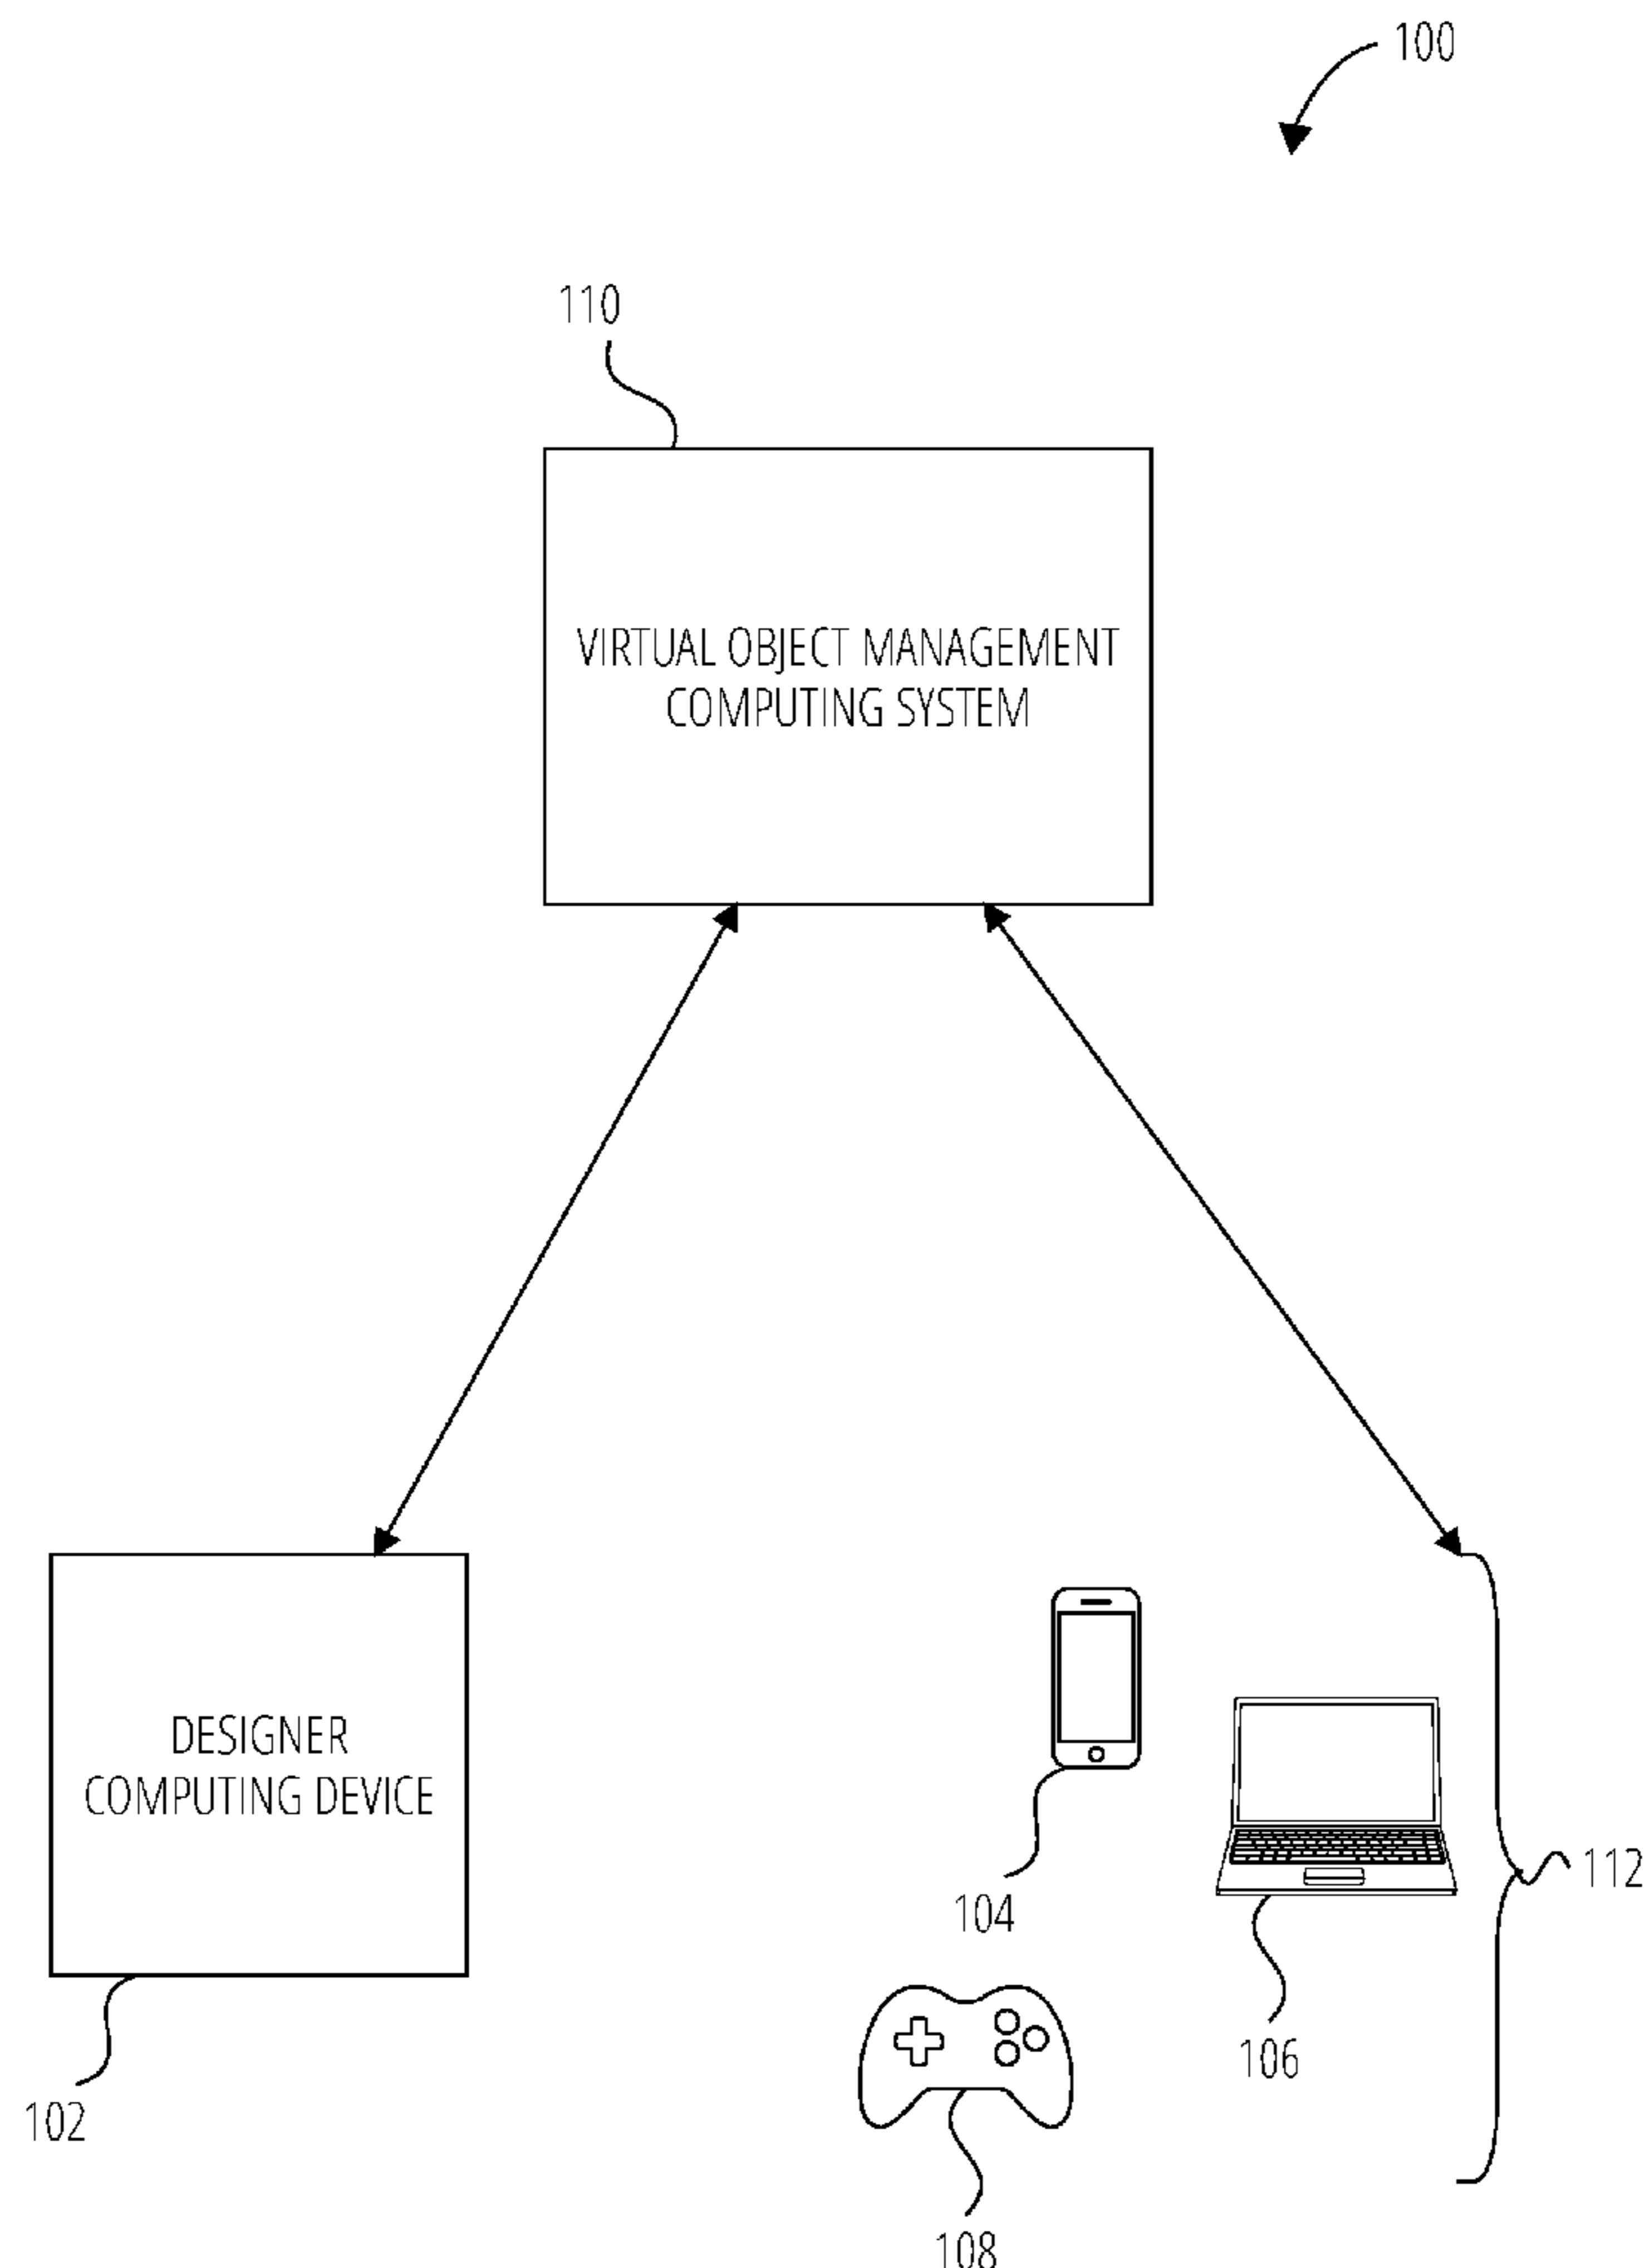 100
110
VIRTUAL OBJECT MANAGEMENT
COMPUTING SYSTEM
DESIGNER
COMPUTING DEVICE
112
104
106
102
108